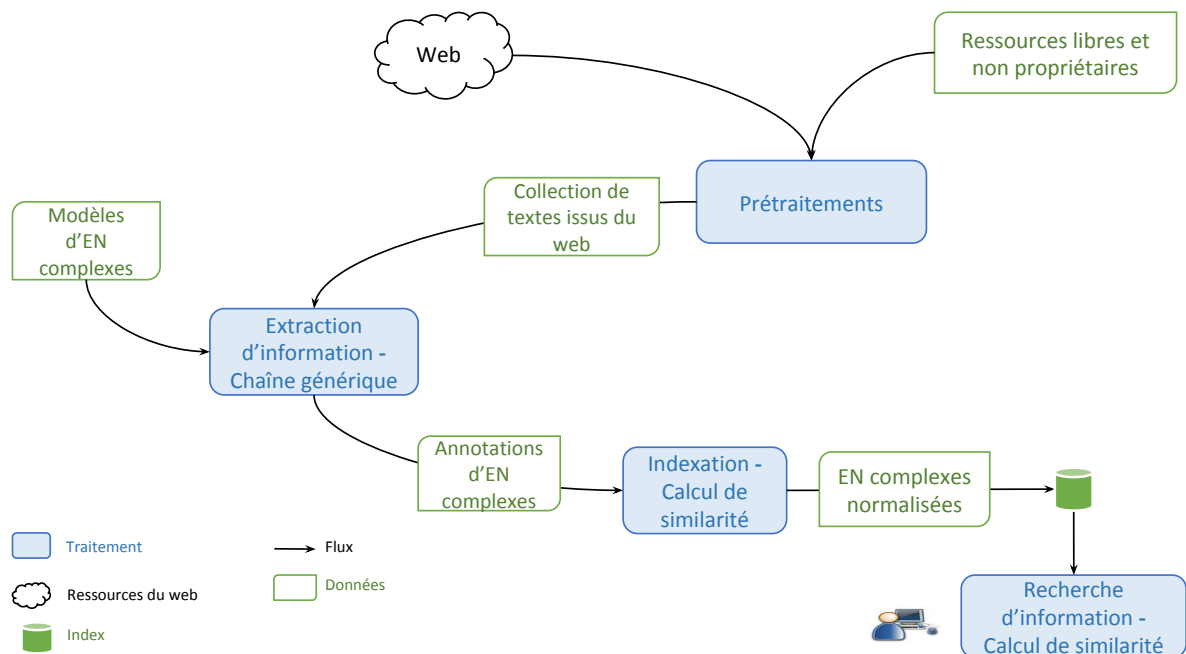 Web
Ressources libres et
non propriétaires
Prétraitements
Collection de
textes issus du
web
Modèles
d’EN
complexes
Extraction
d’information -
Chaîne générique
Annotations
d’EN
complexes
Indexation -
Calcul de
similarité
EN complexes
normalisées
Recherche
d’information -
Calcul de similarité
Traitement
Flux
Ressources du web
Données
Index